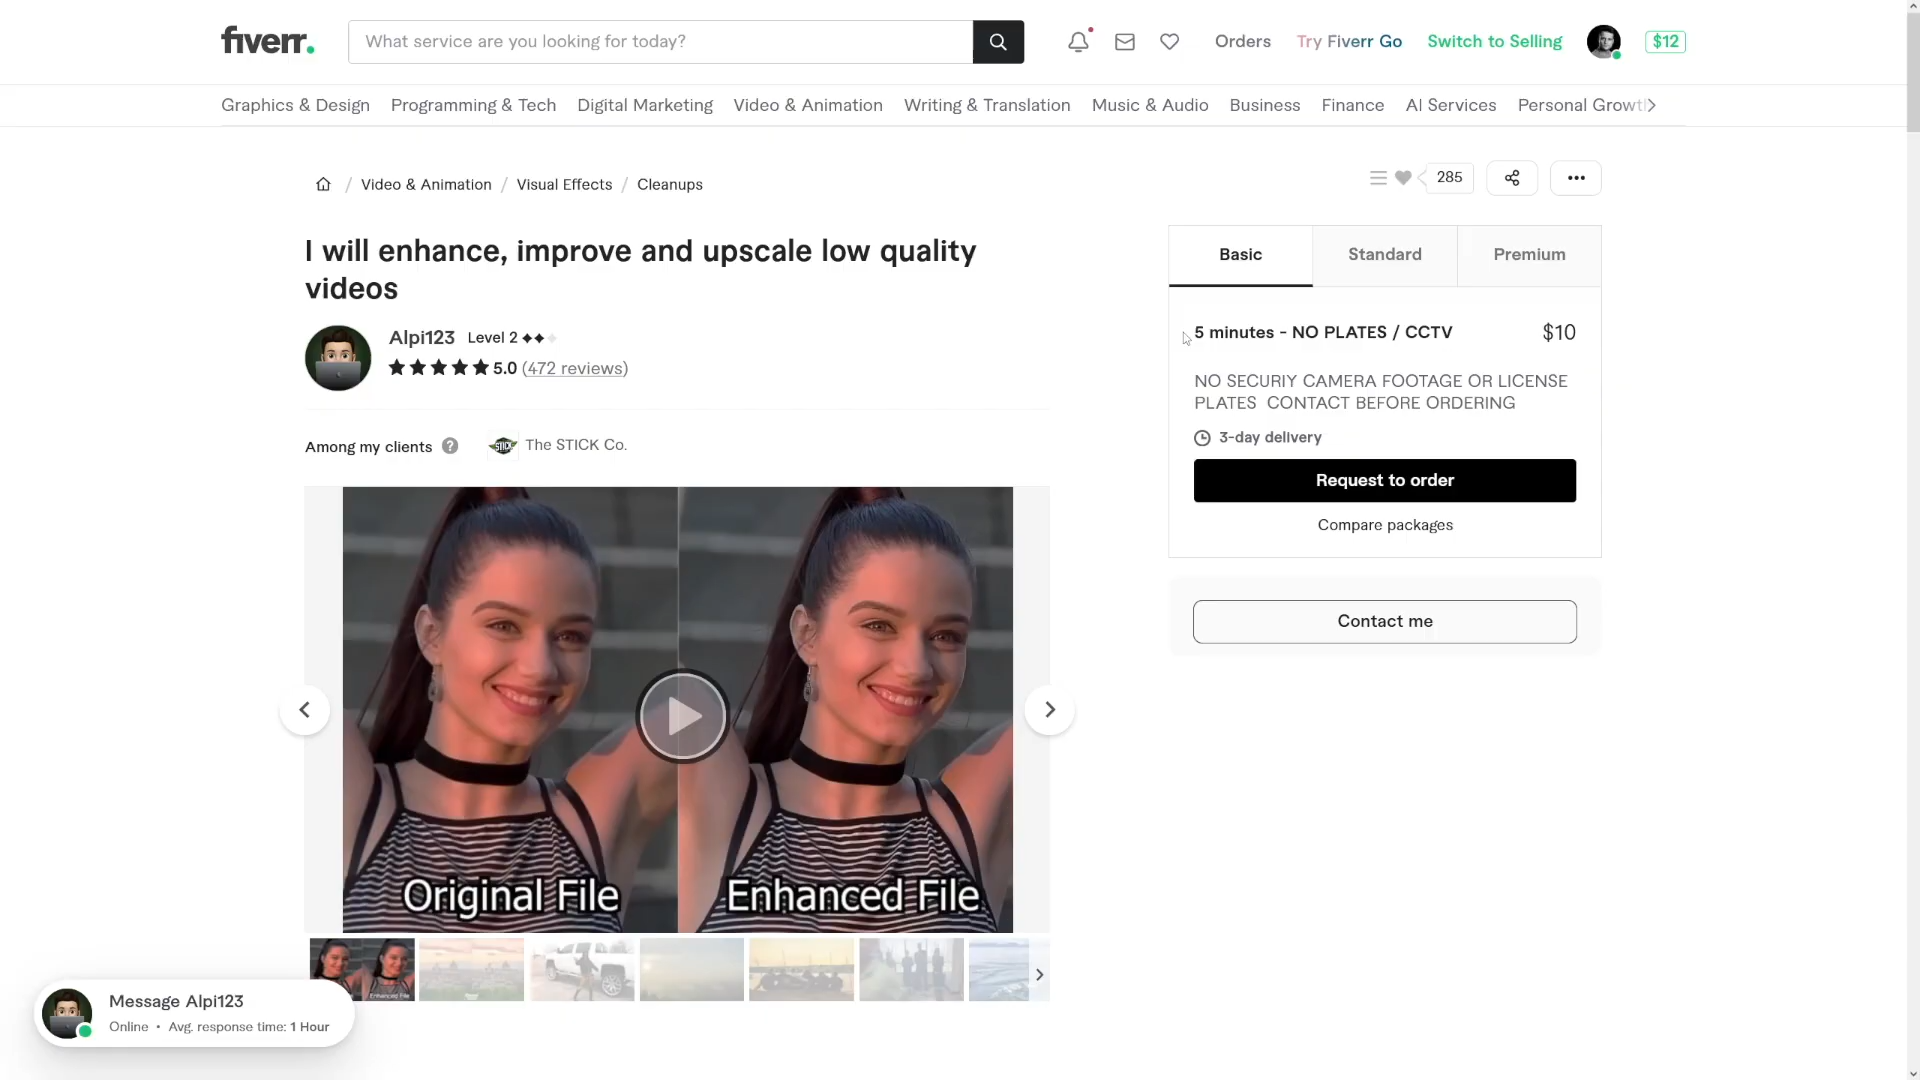 fiverr.
What service are you looking for today?
Orders
Try Fiverr Go
Switch to Selling
$12
Graphics & Design
Programming & Tech
Digital Marketing
Video & Animation
Writing & Translation
Music & Audio
Business
Finance
AI Services
Personal Growt
Video & Animation / Visual Effects / Cleanups
285
I will enhance, improve and upscale low quality
videos
Alpi123 Level 2
5.0 (472 reviews)
Among my clients
?
STICK
The STICK Co.
Original File
Enhanced File
Enhanced File
Basic
Standard
Premium
5 minutes - NO PLATES / CCTV
$10
NO SECURIY CAMERA FOOTAGE OR LICENSE
PLATES CONTACT BEFORE ORDERING
3-day delivery
Request to order
Compare packages
Contact me
Message Alpi123
Online • Avg. response time: 1 Hour